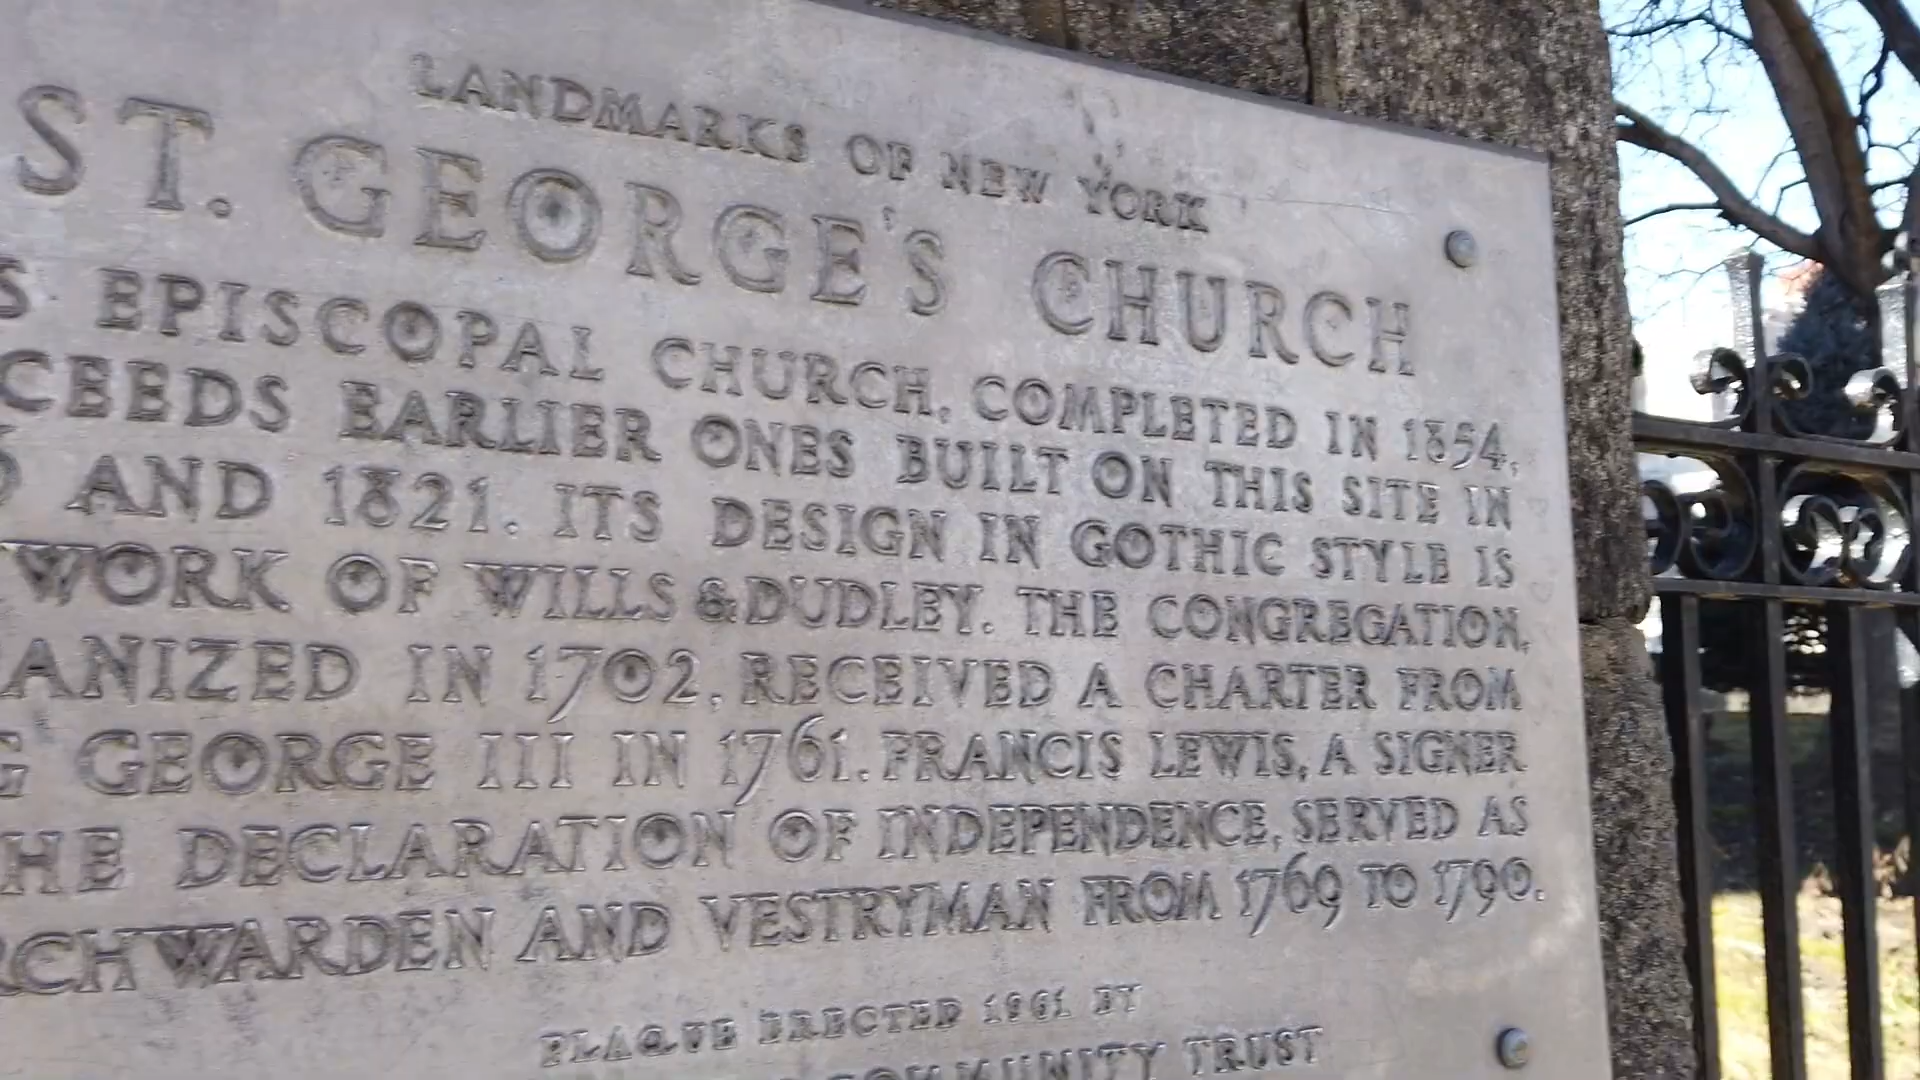 LANDMARKS OF NEW YORK
ST. GEORGE'S CHURCH
S EPISCOPAL CHURCH, COMPLETED IN 1854,
CEEDS EARLIER ONES BUILT ON THIS SITE IN
AND 1821. ITS DESIGN IN GOTHIC STYLE IS
WORK OF WILLS & DUDLEY. THE CONGREGATION,
ANIZED IN 1702, RECEIVED A CHARTER FROM
G GEORGE III IN 1761. FRANCIS LEWIS, A SIGNER
HE DECLARATION OF INDEPENDENCE, SERVED AS
RCHWARDEN AND VESTRYMAN FROM 1769 TO 1790.
PLAQUE ERECTED 1961 BY
COMMUNITY TRUST